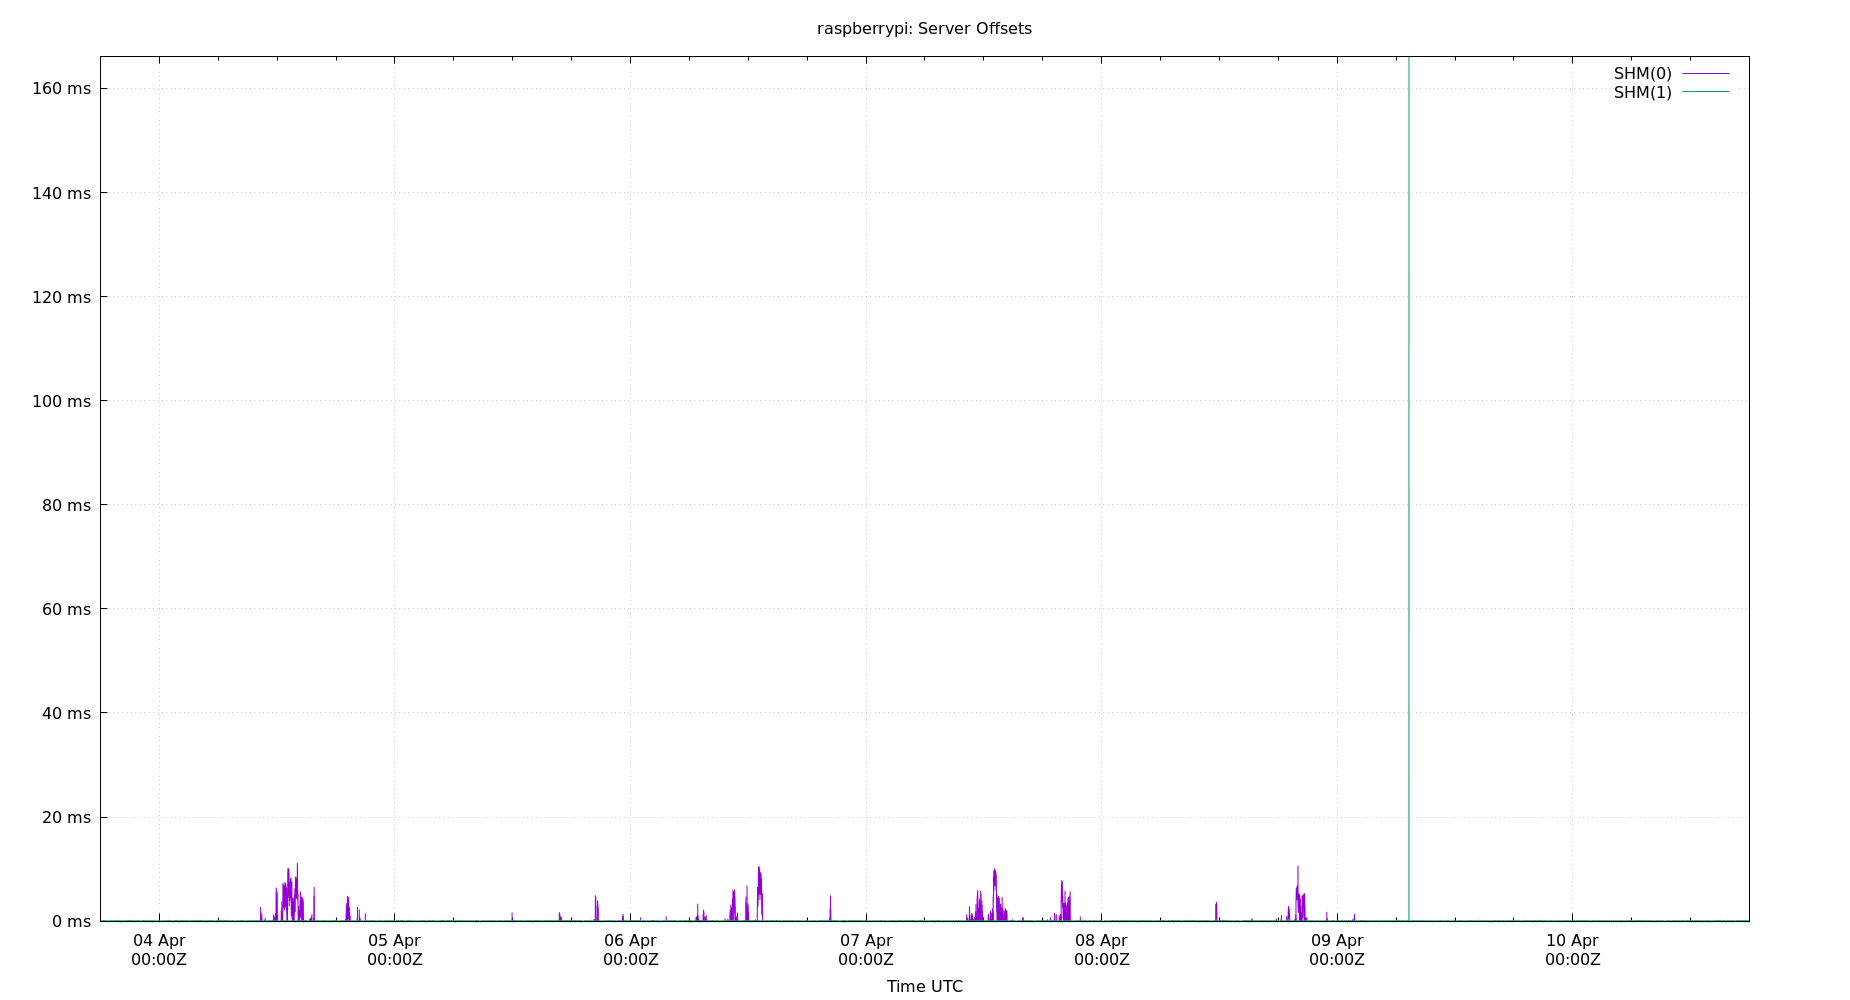 raspberrypi: Server Offsets
SHM(0)
SHM(1)
160 ms
140 ms
120 ms
100 ms
80 ms
60 ms
40 ms
20 ms
0 ms
04 Apr 05 Apr 06 Apr 07 Apr 08 Apr 09 Apr 10 Apr
00:00Z 00:00Z 00:00Z 00:00Z 00:00Z 00:00Z 00:00Z
Time UTC